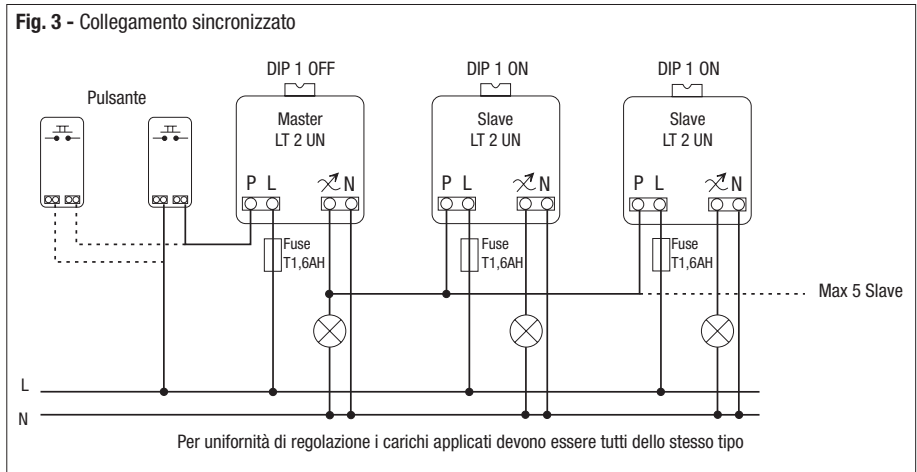 Fig. 3 - Collegamento sincronizzato
DIP 1 OFF
DIP 1 ON
DIP 1 ON
Pulsante
Master
LT 2 UN
Slave
LT 2 UN
Slave
LT 2 UN
P L N
P L N
P L N
Fuse
T1,6AH
Fuse
T1,6AH
Fuse
T1,6AH
Max 5 Slave
L
N
Per unifornità di regolazione i carichi applicati devono essere tutti dello stesso tipo